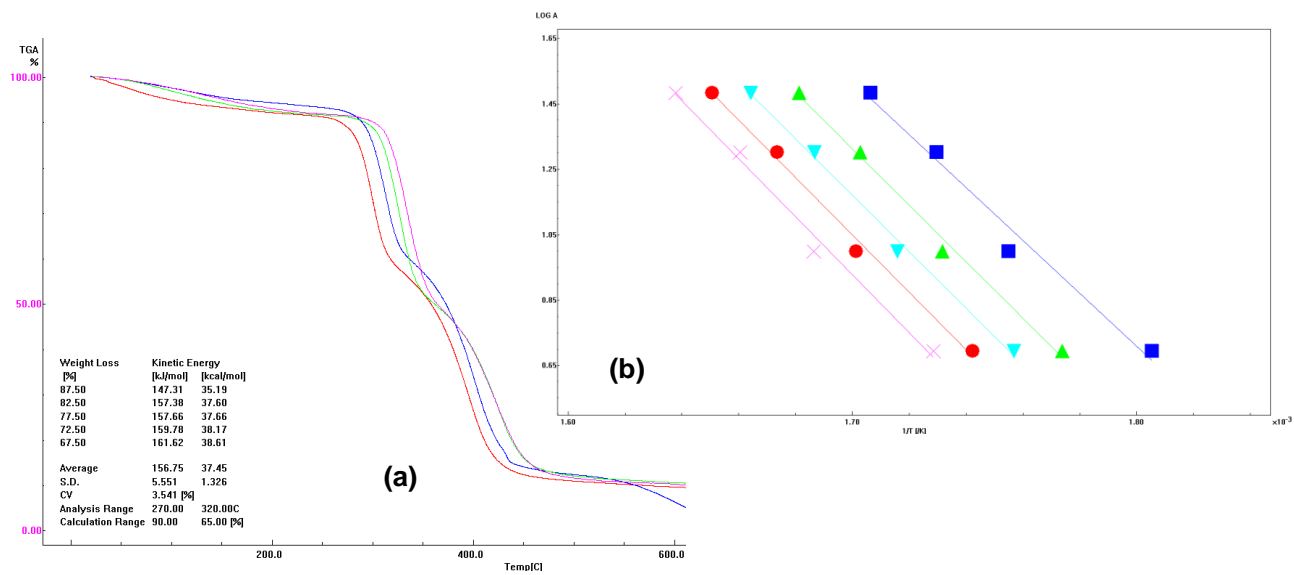 TGA
%
100.00
50.00
0.00
Weight Loss Kinetic Energy
[%] [kJ/mol] [kcal/mol]
87.50 147.31 35.19
82.50 157.38 37.60
77.50 157.66 37.66
72.50 159.78 38.17
67.50 161.62 38.61
Average 156.75 37.45
S.D. 5.551 1.326
CV 3.541 [%]
Analysis Range 270.00 320.00C
Calculation Range 90.00 65.00 [%]
(a)
200.0 400.0 600.0
Temp[C]
LOG A
1.65
1.45
1.25
1.05
0.85
0.65
(b)
1.60 1.70 1.80 ×10⁻³
1/T [/K]